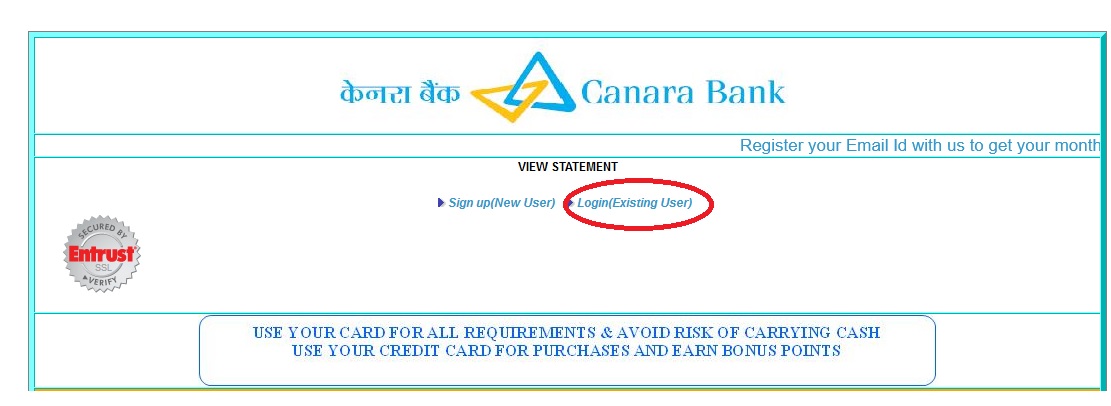 केनरा बैंक Canara Bank
Register your Email Id with us to get your month
VIEW STATEMENT
Sign up(New User) Login(Existing User)
SECURED BY
Entrust
SSL
VERIFY
USE YOUR CARD FOR ALL REQUIREMENTS & AVOID RISK OF CARRYING CASH
USE YOUR CREDIT CARD FOR PURCHASES AND EARN BONUS POINTS